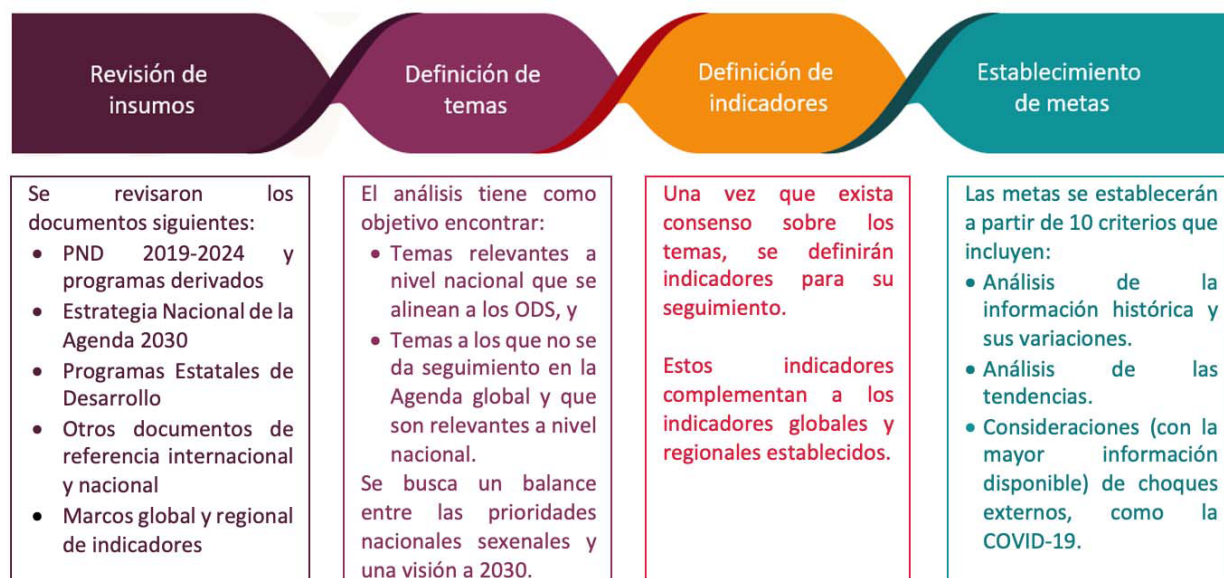 Revisión de
insumos
Definición de
temas
Definición de
indicadores
Establecimiento
de metas
Se revisaron los
documentos siguientes:
• PND 2019-2024 y
programas derivados
• Estrategia Nacional de la
Agenda 2030
• Programas Estatales de
Desarrollo
• Otros documentos de
referencia internacional
y nacional
• Marcos global y regional
de indicadores
El análisis tiene como
objetivo encontrar:
• Temas relevantes a
nivel nacional que se
alinean a los ODS, y
• Temas a los que no se
da seguimiento en la
Agenda global y que
son relevantes a nivel
nacional.
Se busca un balance
entre las prioridades
nacionales sexenales y
una visión a 2030.
Una vez que exista
consenso sobre los
temas, se definirán
indicadores para su
seguimiento.
Estos indicadores
complementan a los
indicadores globales y
regionales establecidos.
Las metas se establecerán
a partir de 10 criterios que
incluyen:
• Análisis de la
información histórica y
sus variaciones.
• Análisis de las
tendencias.
• Consideraciones (con la
mayor información
disponible) de choques
externos, como la
COVID-19.